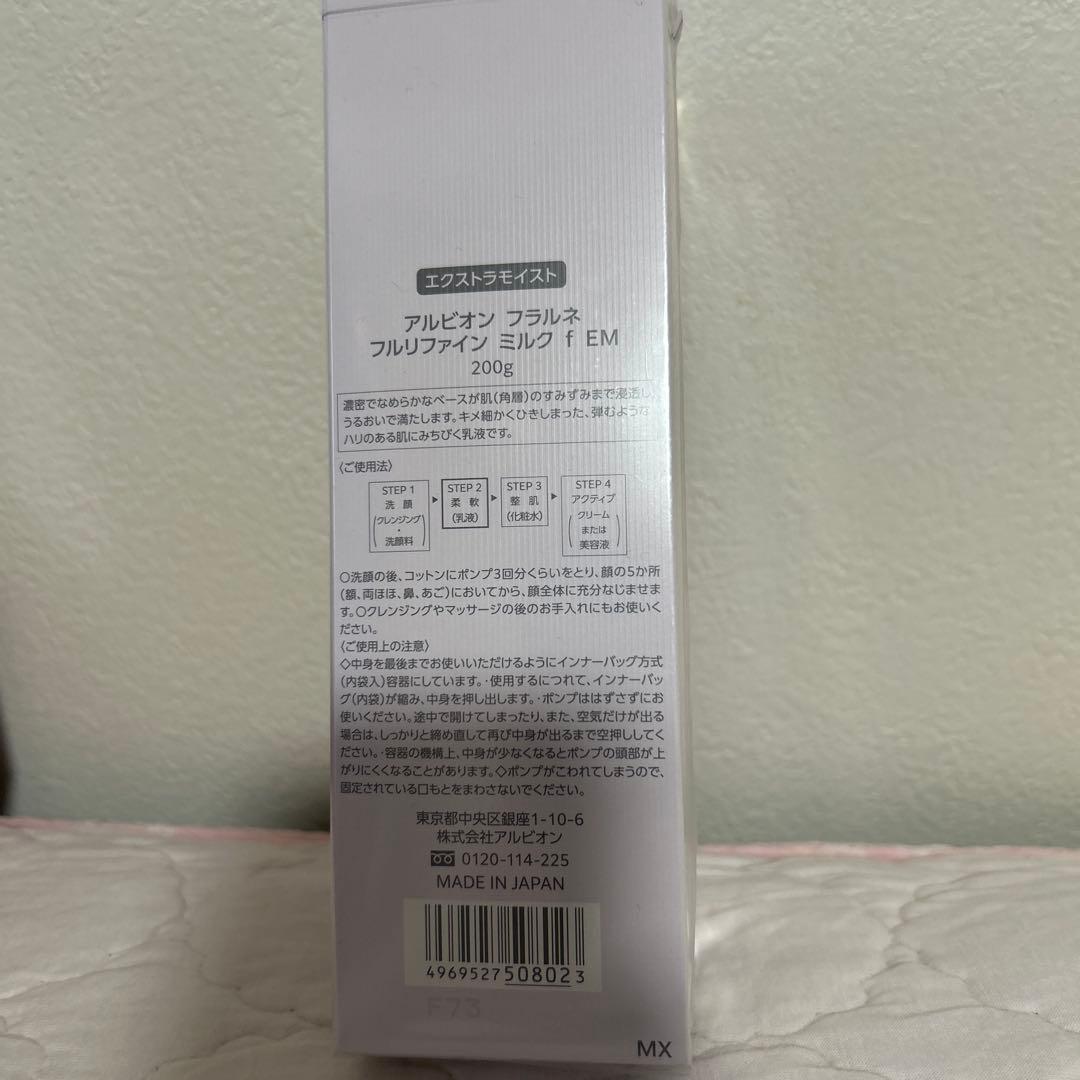 エクストラモイスト
アルビオン フラルネ
フルリファイン ミルク f EM
200g
濃密でなめらかなベースが肌(角層)のすみずみまで浸透し、
うるおいで満たします。キメ細かくひきしまった、弾むような
ハリのある肌にみちびく乳液です。
〈ご使用法〉
STEP 1
洗 顔
(クレンジング
・
洗顔料)
STEP 2
柔 軟
(乳液)
STEP 3
整 肌
(化粧水)
STEP 4
アクティブ
(クリーム
または
美容液)
○洗顔の後、コットンにポンプ3回分くらいをとり、顔の5か所
(額、両ほほ、鼻、あご)においてから、顔全体に充分なじませま
す。○クレンジングやマッサージの後のお手入れにもお使いく
ださい。
〈ご使用上の注意〉
◇中身を最後までお使いいただけるようにインナーバッグ方式
(内袋入)容器にしています。・使用するにつれて、インナーバッ
グ(内袋)が縮み、中身を押し出します。・ポンプははずさずにお
使いください。途中で開けてしまったり、また、空気だけが出る
場合は、しっかりと締め直して再び中身が出るまで空押ししてく
ださい。・容器の機構上、中身が少なくなるとポンプの頭部が上
がりにくくなることがあります。◇ポンプがこわれてしまうので、
固定されている口もとをまわさないでください。
東京都中央区銀座1-10-6
株式会社アルビオン
0120-114-225
MADE IN JAPAN
4969527508023
F73
MX